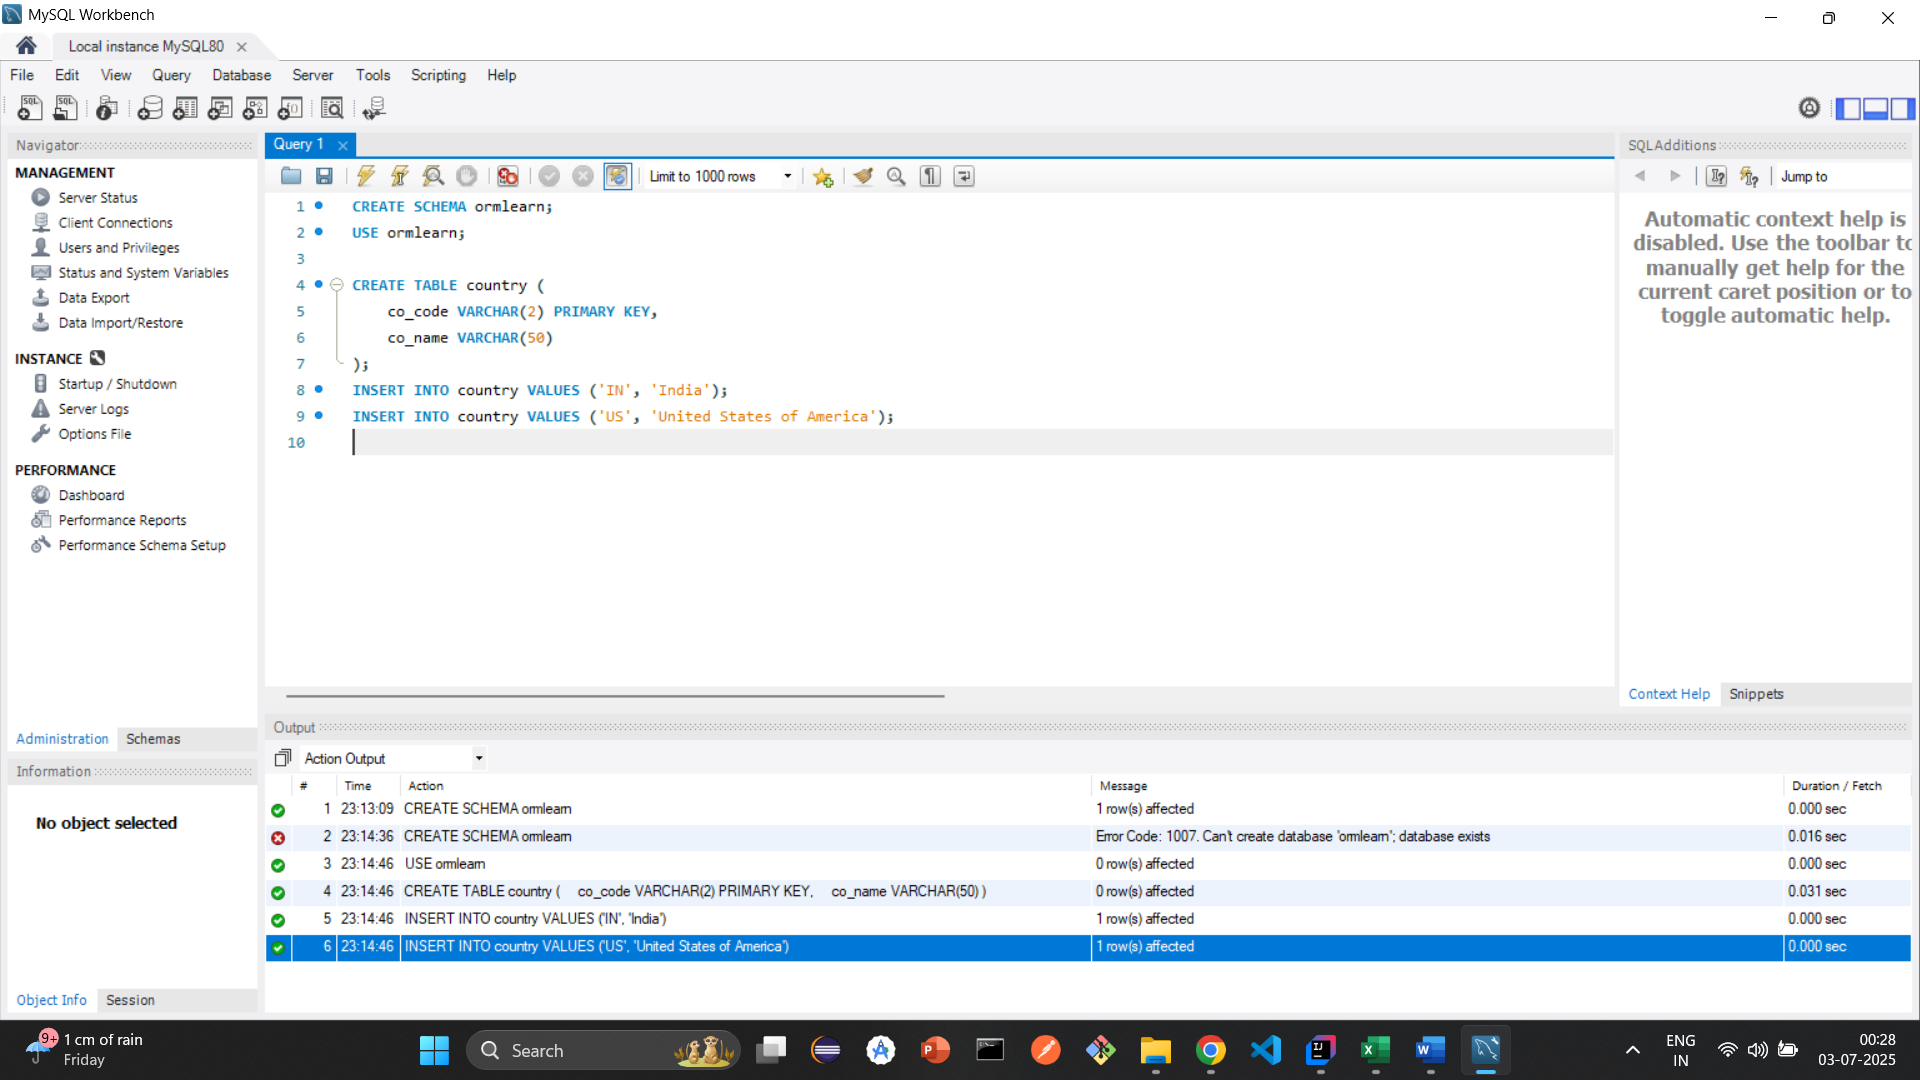 MySQL Workbench
Local instance MySQL80
File Edit View Query Database Server Tools Scripting Help
Navigator
MANAGEMENT
Server Status
Client Connections
Users and Privileges
Status and System Variables
Data Export
Data Import/Restore
INSTANCE
Startup / Shutdown
Server Logs
Options File
PERFORMANCE
Dashboard
Performance Reports
Performance Schema Setup
Administration Schemas
Information
No object selected
Object Info Session
Query 1
Limit to 1000 rows
1 CREATE SCHEMA ormlearn;
2 USE ormlearn;
3
4 CREATE TABLE country (
5 co_code VARCHAR(2) PRIMARY KEY,
6 co_name VARCHAR(50)
7 );
8 INSERT INTO country VALUES ('IN', 'India');
9 INSERT INTO country VALUES ('US', 'United States of America');
10
SQLAdditions
Jump to
Automatic context help is
disabled. Use the toolbar to
manually get help for the
current caret position or to
toggle automatic help.
Context Help Snippets
Output
Action Output
# Time Action Message Duration / Fetch
1 23:13:09 CREATE SCHEMA ormlearn 1 row(s) affected 0.000 sec
2 23:14:36 CREATE SCHEMA ormlearn Error Code: 1007. Can't create database 'ormlearn'; database exists 0.016 sec
3 23:14:46 USE ormlearn 0 row(s) affected 0.000 sec
4 23:14:46 CREATE TABLE country ( co_code VARCHAR(2) PRIMARY KEY, co_name VARCHAR(50) ) 0 row(s) affected 0.031 sec
5 23:14:46 INSERT INTO country VALUES ('IN', 'India') 1 row(s) affected 0.000 sec
6 23:14:46 INSERT INTO country VALUES ('US', 'United States of America') 1 row(s) affected 0.000 sec
9+ 1 cm of rain
Friday
Search
ENG
IN
00:28
03-07-2025